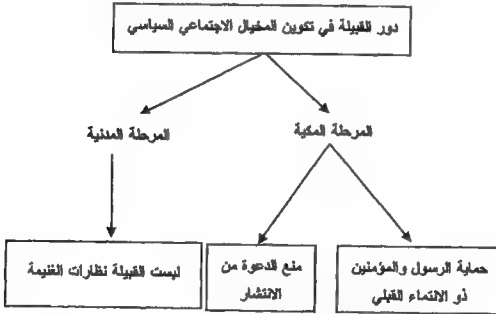 دور القبيلة في تكوين المخيال الاجتماعي السياسي
المرحلة المكية
المرحلة المدنية
حماية الرسول والمؤمنين
ذو الانتماء القبلي
منع الدعوة من
الانتشار
لبست القبيلة نظارات الغنيمة